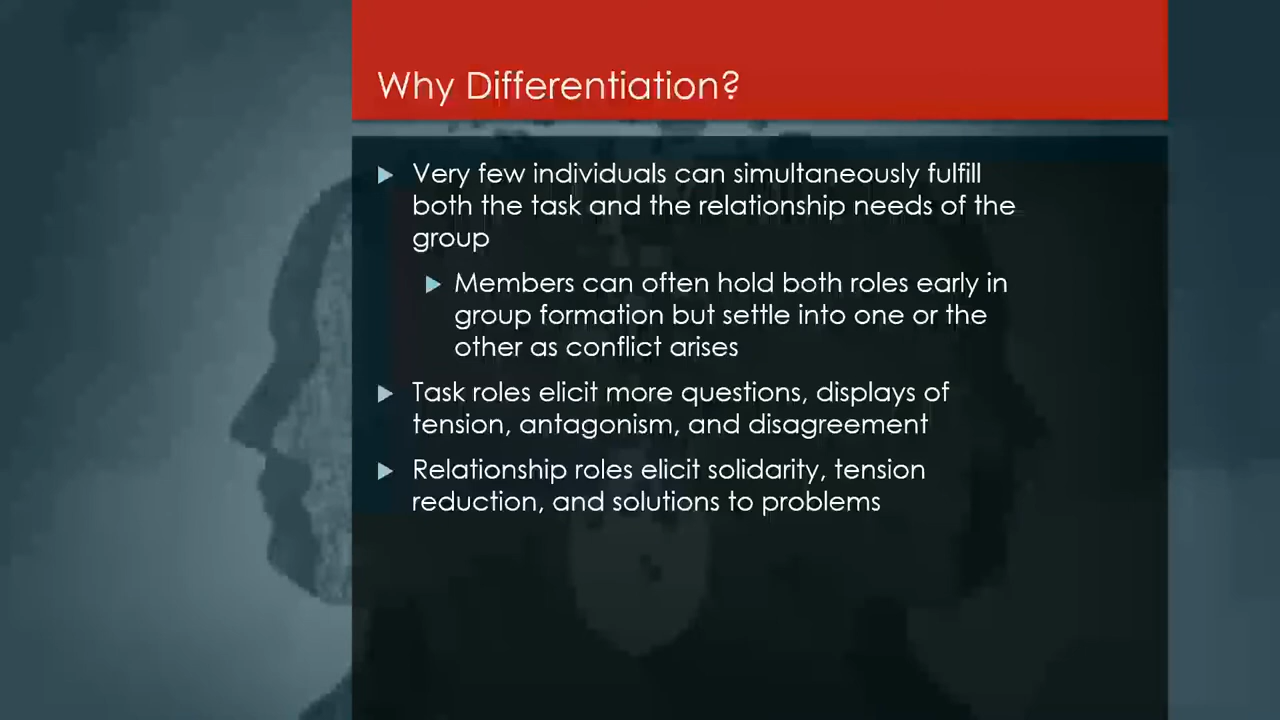 Why Differentiation?
Very few individuals can simultaneously fulfill
both the task and the relationship needs of the
group
Members can often hold both roles early in
group formation but settle into one or the
other as conflict arises
Task roles elicit more questions, displays of
tension, antagonism, and disagreement
Relationship roles elicit solidarity, tension
reduction, and solutions to problems